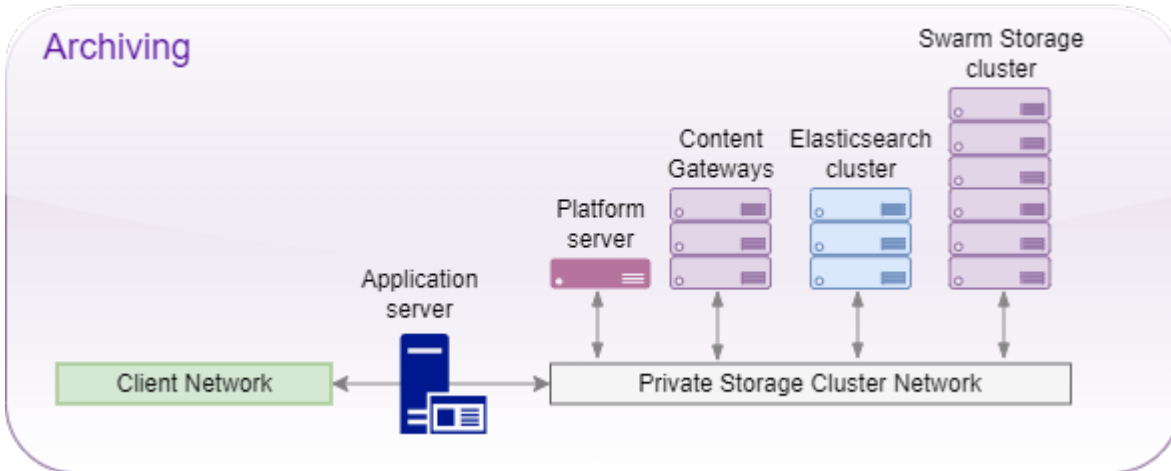 Archiving
Swarm Storage
cluster
Content
Gateways
Elasticsearch
cluster
Platform
server
Application
server
Client Network
Private Storage Cluster Network